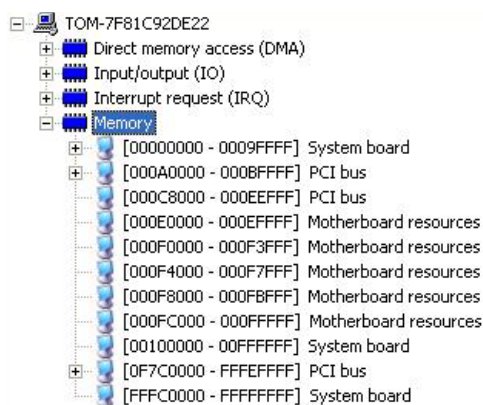 TOM-7F81C92DE22
Direct memory access (DMA)
Input/output (IO)
Interrupt request (IRQ)
Memory
[00000000 - 0009FFFF] System board
[000A0000 - 000BFFFF] PCI bus
[000C8000 - 000EEFFF] PCI bus
[000E0000 - 000EFFFF] Motherboard resources
[000F0000 - 000F3FFF] Motherboard resources
[000F4000 - 000F7FFF] Motherboard resources
[000F8000 - 000FBFFF] Motherboard resources
[000FC000 - 000FFFFF] Motherboard resources
[00100000 - 00FFFFFF] System board
[0F7C0000 - FFFEFFFF] PCI bus
[FFFC0000 - FFFFFFFF] System board